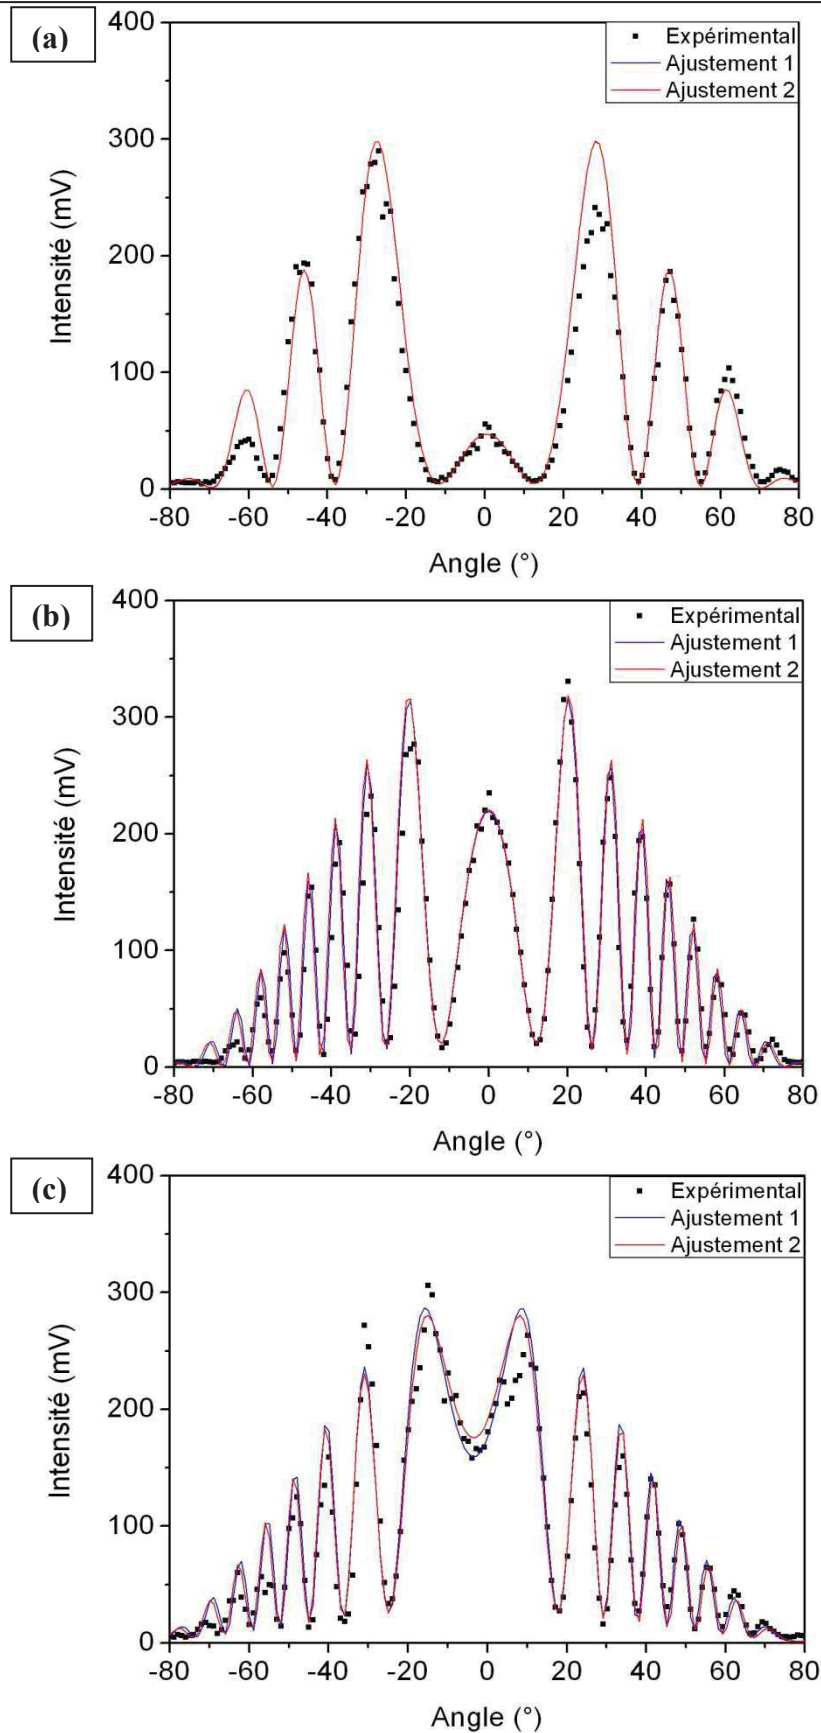 (a)
400
300
200
100
0
Intensité (mV)
Expérimental
Ajustement 1
Ajustement 2
-80 -60 -40 -20 0 20 40 60 80
Angle (°)
(b)
400
300
200
100
0
Intensité (mV)
Expérimental
Ajustement 1
Ajustement 2
-80 -60 -40 -20 0 20 40 60 80
Angle (°)
(c)
400
300
200
100
0
Intensité (mV)
Expérimental
Ajustement 1
Ajustement 2
-80 -60 -40 -20 0 20 40 60 80
Angle (°)